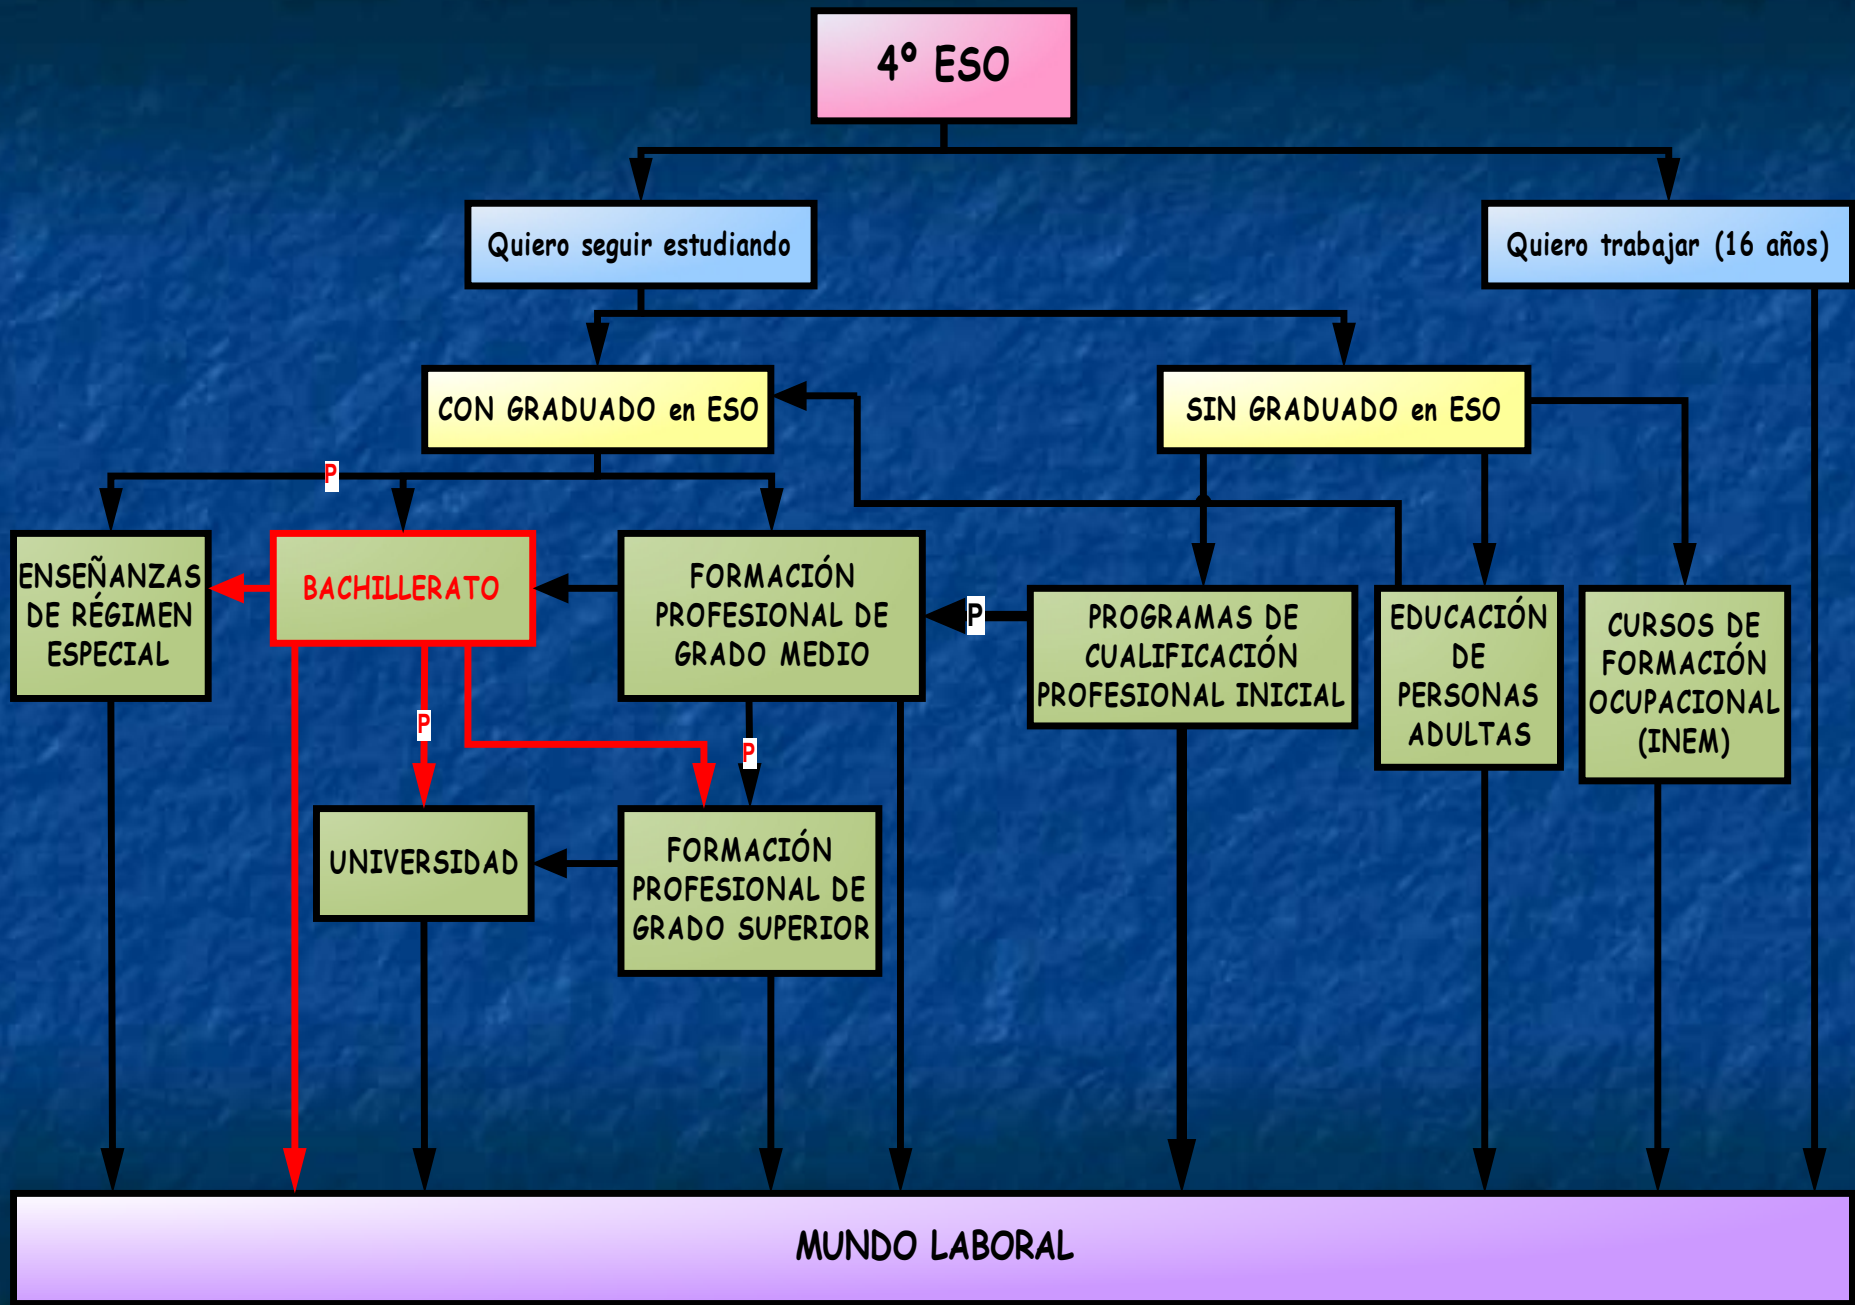 4º ESO
Quiero seguir estudiando
Quiero trabajar (16 años)
CON GRADUADO en ESO
SIN GRADUADO en ESO
P
ENSEÑANZAS
DE RÉGIMEN
ESPECIAL
BACHILLERATO
FORMACIÓN
PROFESIONAL DE
GRADO MEDIO
P
PROGRAMAS DE
CUALIFICACIÓN
PROFESIONAL INICIAL
EDUCACIÓN
DE
PERSONAS
ADULTAS
CURSOS DE
FORMACIÓN
OCUPACIONAL
(INEM)
P
P
UNIVERSIDAD
FORMACIÓN
PROFESIONAL DE
GRADO SUPERIOR
MUNDO LABORAL